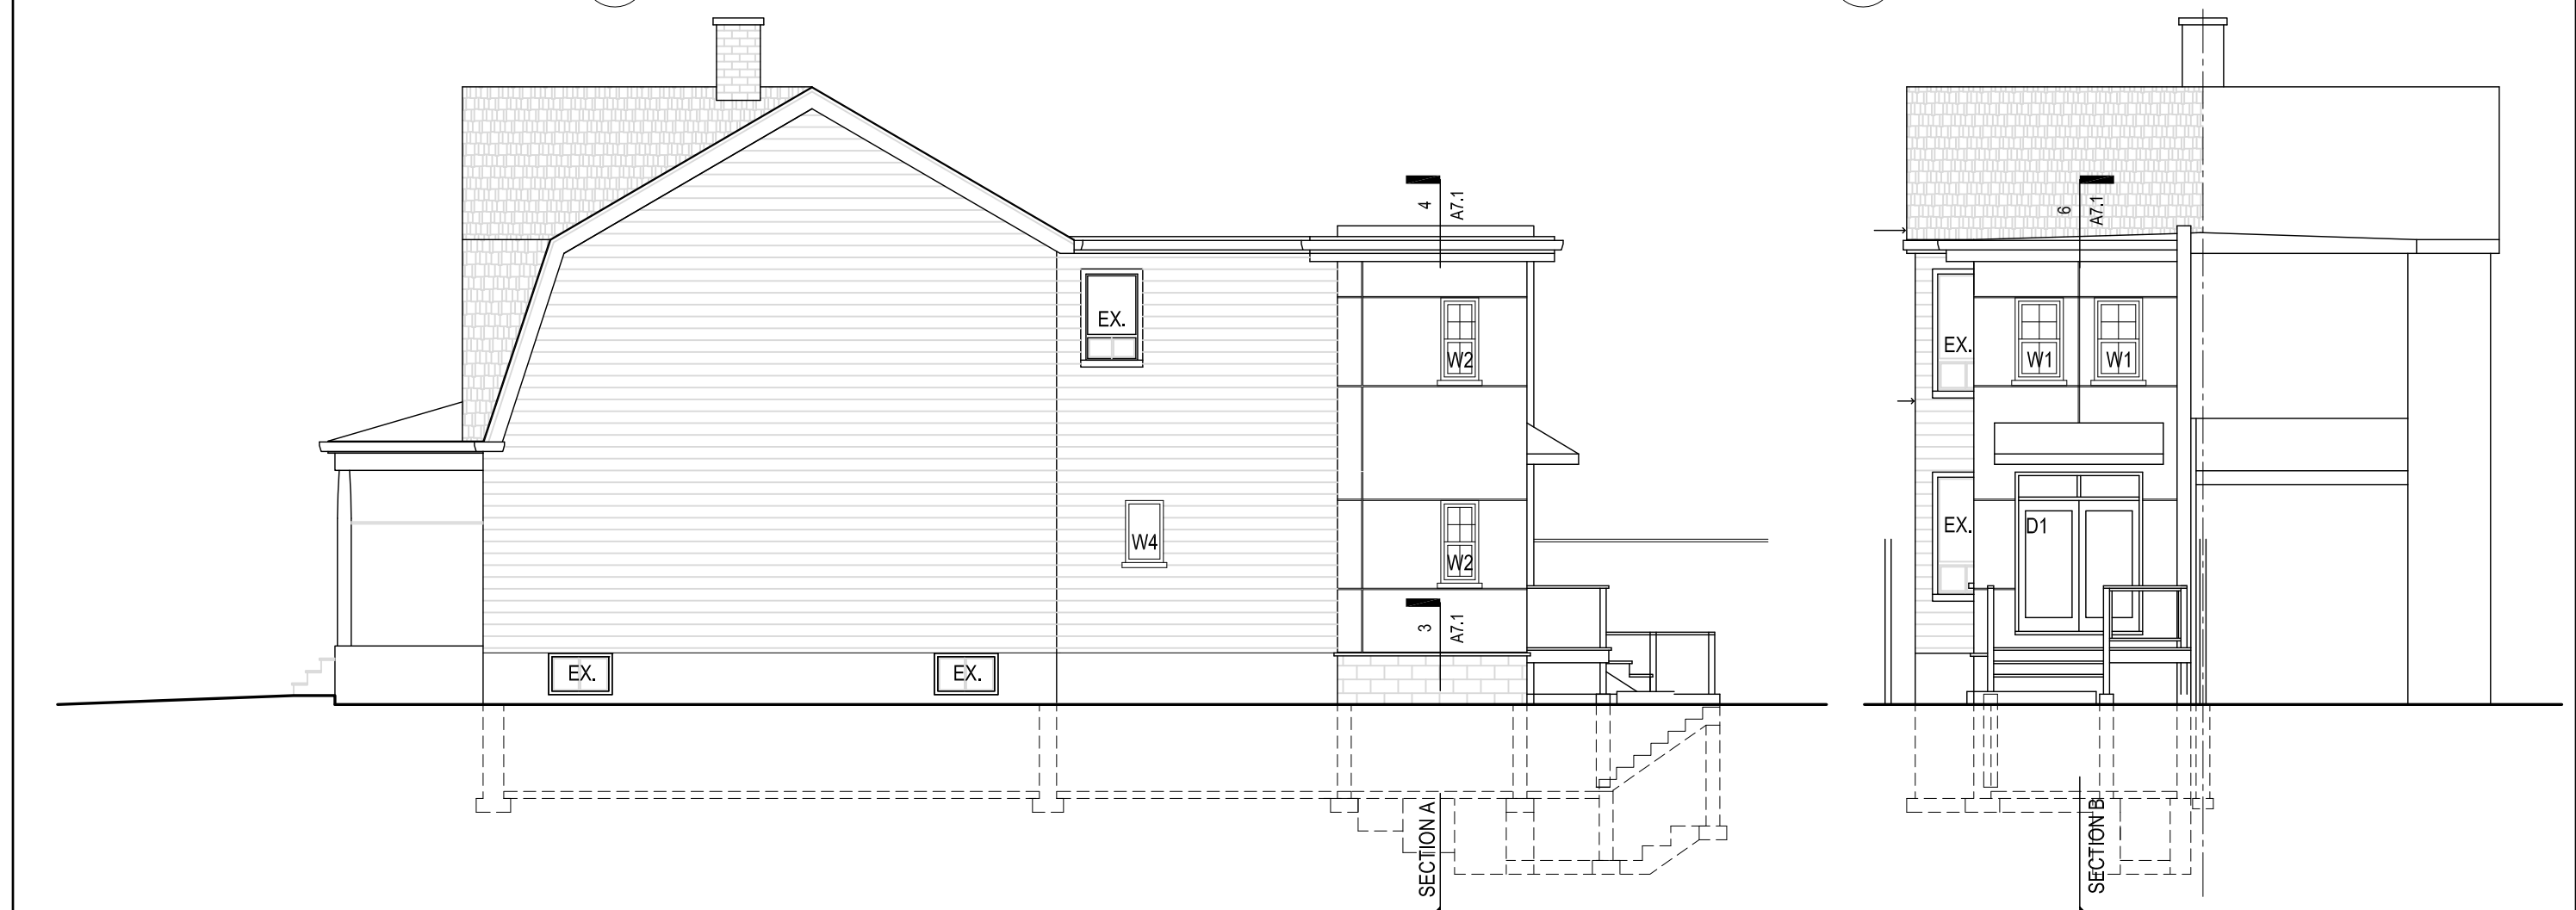 4
A7.1
6
A7.1
EX.
W2
EX.
W1
W1
W4
W2
EX.
D1
3
A7.1
EX.
EX.
SECTION A
SECTION B